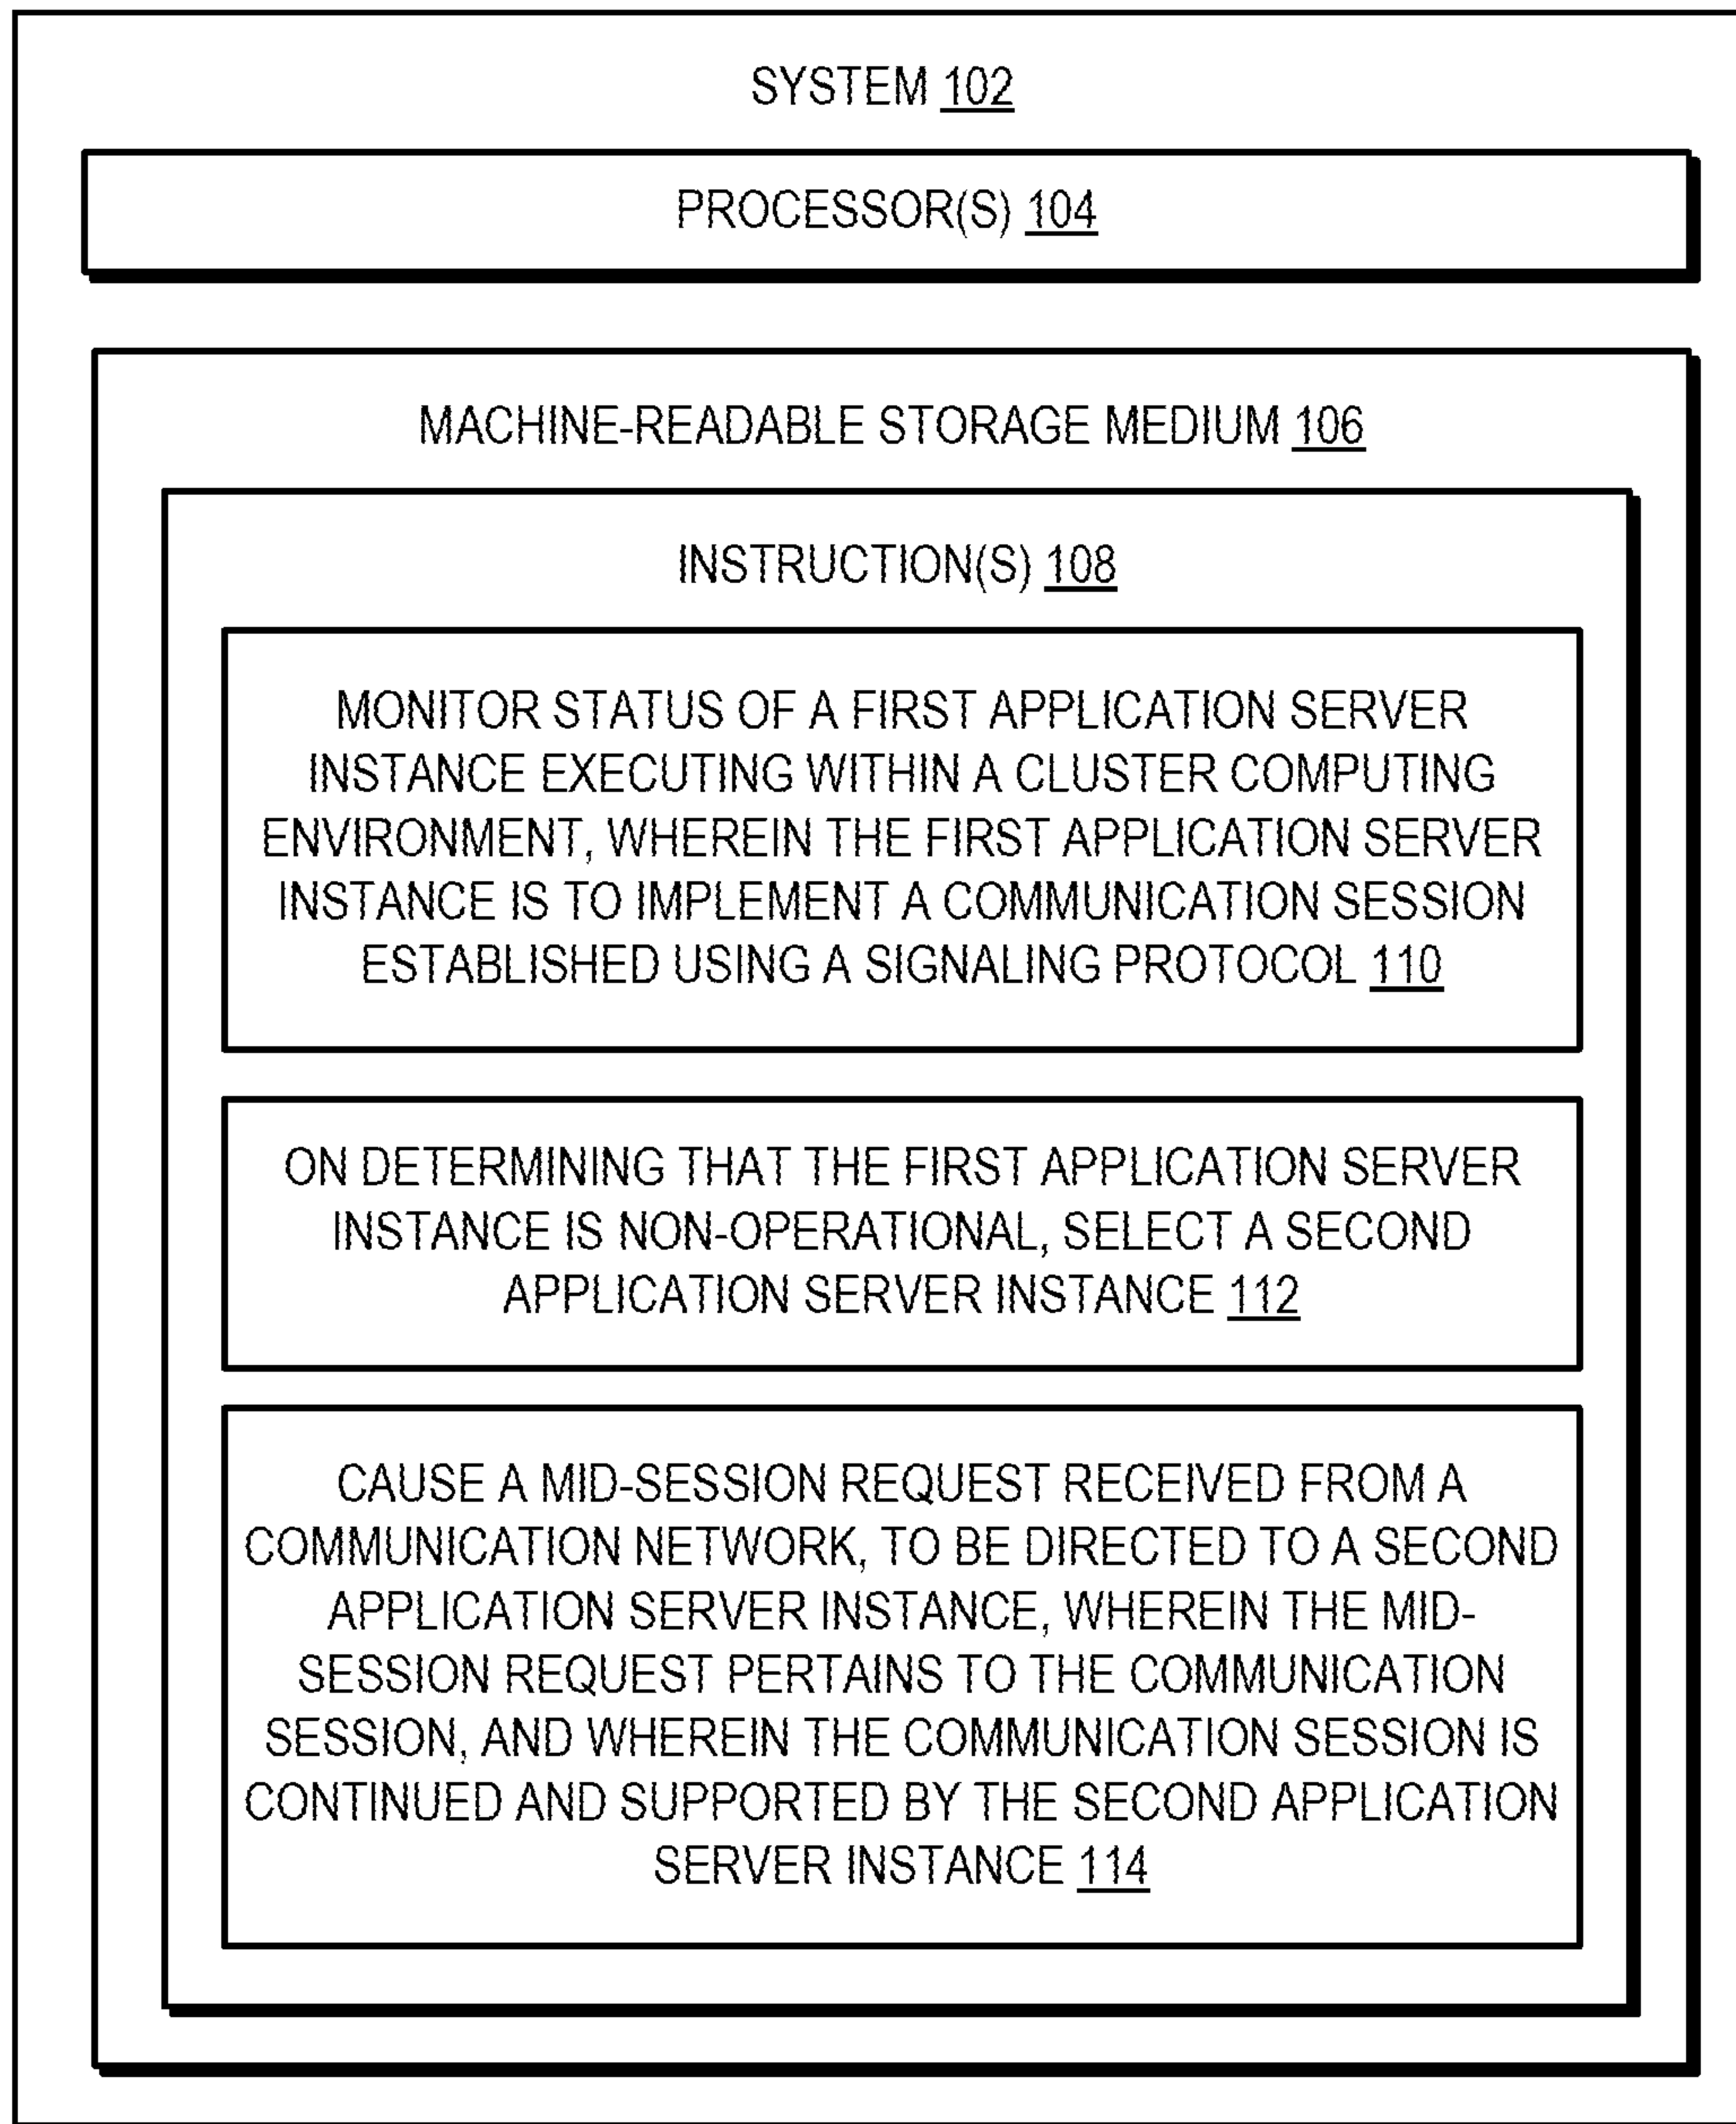 SYSTEM 102
PROCESSOR(S) 104
MACHINE-READABLE STORAGE MEDIUM 106
INSTRUCTION(S) 108
MONITOR STATUS OF A FIRST APPLICATION SERVER
INSTANCE EXECUTING WITHIN A CLUSTER COMPUTING
ENVIRONMENT, WHEREIN THE FIRST APPLICATION SERVER
INSTANCE IS TO IMPLEMENT A COMMUNICATION SESSION
ESTABLISHED USING A SIGNALING PROTOCOL 110
ON DETERMINING THAT THE FIRST APPLICATION SERVER
INSTANCE IS NON-OPERATIONAL, SELECT A SECOND
APPLICATION SERVER INSTANCE 112
CAUSE A MID-SESSION REQUEST RECEIVED FROM A
COMMUNICATION NETWORK, TO BE DIRECTED TO A SECOND
APPLICATION SERVER INSTANCE, WHEREIN THE MID-
SESSION REQUEST PERTAINS TO THE COMMUNICATION
SESSION, AND WHEREIN THE COMMUNICATION SESSION IS
CONTINUED AND SUPPORTED BY THE SECOND APPLICATION
SERVER INSTANCE 114